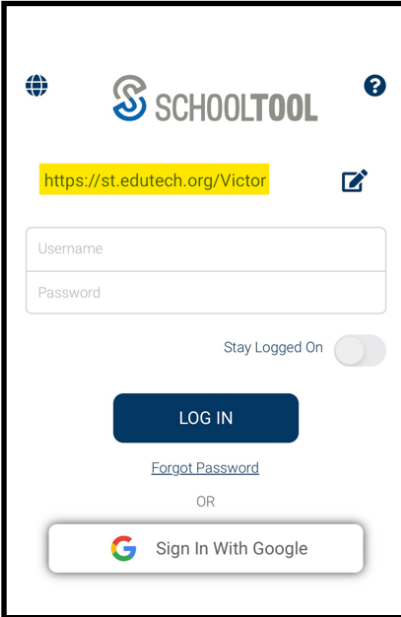 SCHOOLTOOL
https://st.edutech.org/Victor
Username
Password
Stay Logged On
LOG IN
Forgot Password
OR
Sign In With Google